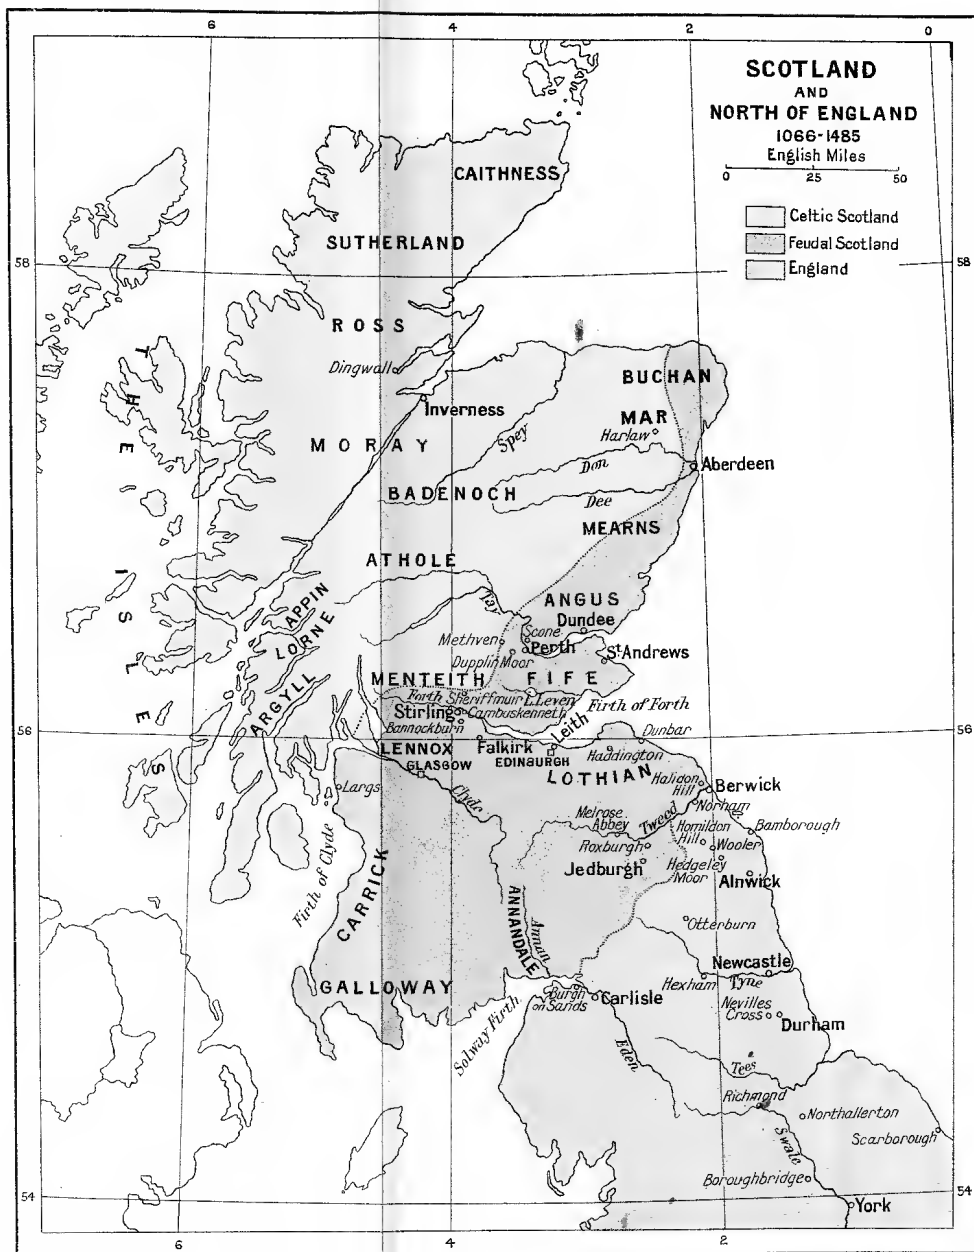 6 4 2 0
SCOTLAND
AND
NORTH OF ENGLAND
1066-1485
English Miles
0 25 50
Celtic Scotland
Feudal Scotland
England
CAITHNESS
SUTHERLAND
58 58
ROSS
Dingwall
Inverness
BUCHAN
MAR
Harlaw
MORAY
Spey
Don
Aberdeen
BADENOCH
Dee
MEARNS
THE ISLES
ATHOLE
APPIN
LORNE
ARGYLL
Tay
ANGUS
Dundee
Scone
Methven
Perth
Dupplin Moor
St. Andrews
MENTEITH
FIFE
Forth
Sheriffmuir
L.Leven
Firth of Forth
Stirling
Cambuskenneth
Bannockburn
Leith
Dunbar
56 56
LENNOX
Falkirk
EDINBURGH
Haddington
GLASGOW
LOTHIAN
Halidon
Hill
Berwick
Largs
Clyde
Norham
Melrose
Abbey
Tweed
Homildon
Hill
Bamborough
Roxburgh
Wooler
Jedburgh
Hedgeley
Moor
Alnwick
Firth of Clyde
CARRICK
ANNANDALE
Annan
Otterburn
Newcastle
GALLOWAY
Hexham
Tyne
Burgh
on Sands
Carlisle
Nevilles
Cross
Durham
Solway Firth
Eden
Tees
Richmond
Northallerton
Scarborough
Swale
Boroughbridge
54 54
York
6 4 2